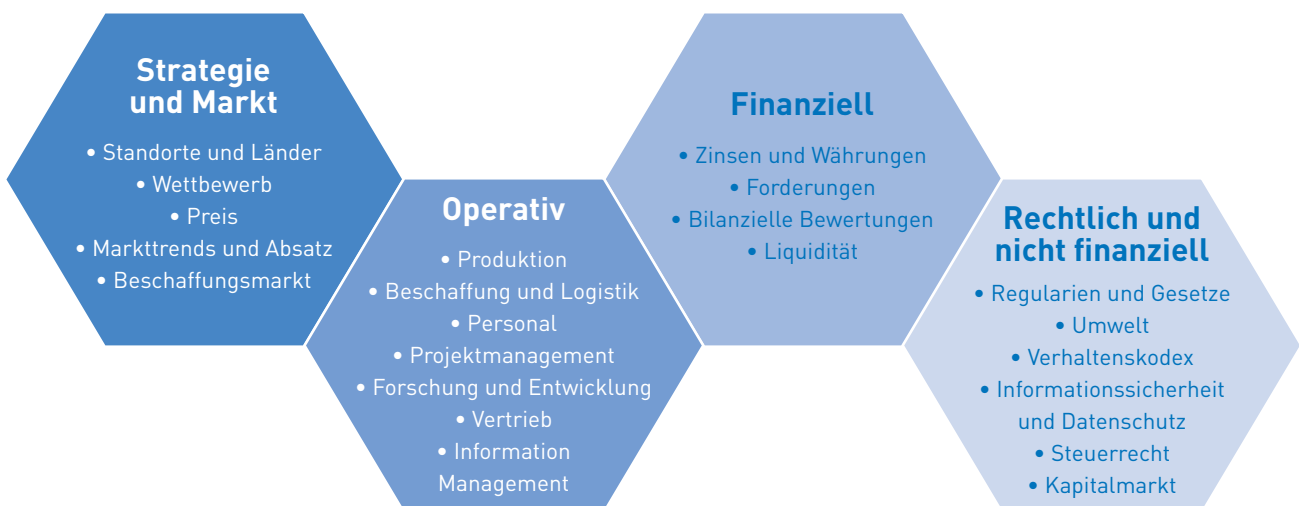 Strategie
und Markt
• Standorte und Länder
• Wettbewerb
• Preis
• Markttrends und Absatz
• Beschaffungsmarkt
Operativ
• Produktion
• Beschaffung und Logistik
• Personal
• Projektmanagement
• Forschung und Entwicklung
• Vertrieb
• Information
Management
Finanziell
• Zinsen und Währungen
• Forderungen
• Bilanzielle Bewertungen
• Liquidität
Rechtlich und
nicht finanziell
• Regularien und Gesetze
• Umwelt
• Verhaltenskodex
• Informationssicherheit
und Datenschutz
• Steuerrecht
• Kapitalmarkt